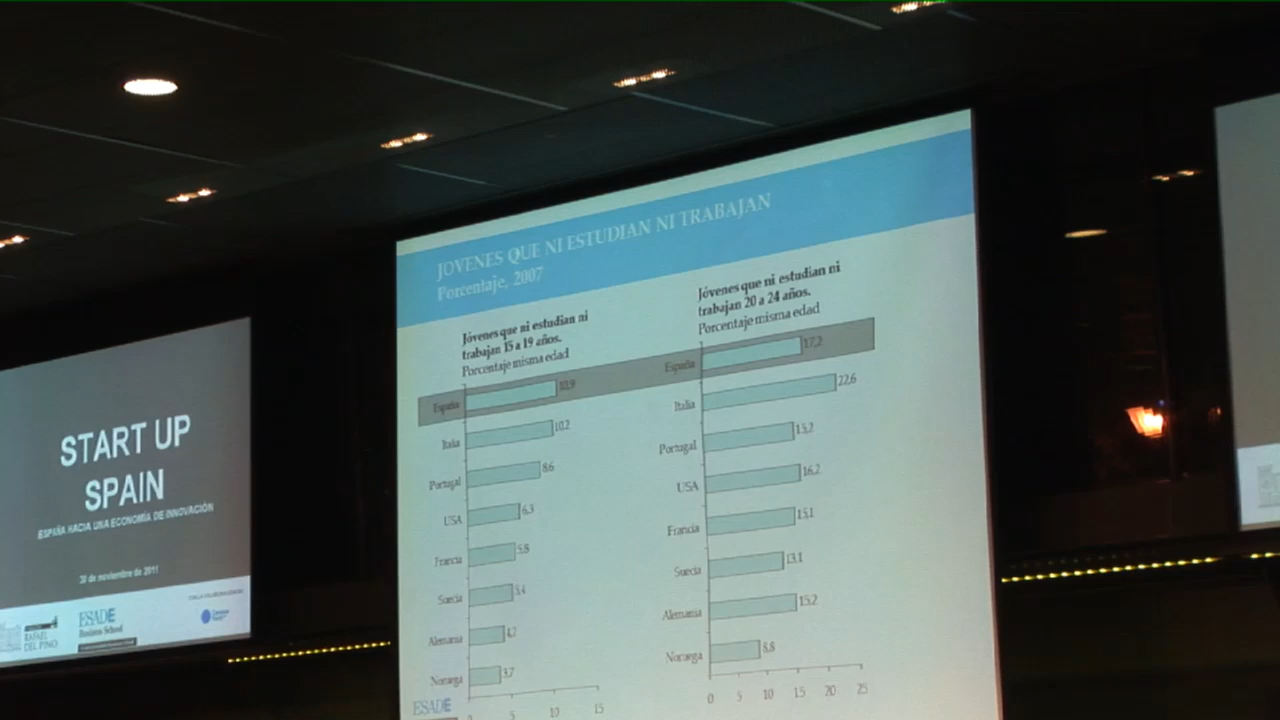 START UP
SPAIN
ESPAÑA HACIA UNA ECONOMÍA DE INNOVACIÓN
30 de noviembre de 2011
RAFAEL
DEL PINO
ESADE
Business School
JOVENES QUE NI ESTUDIAN NI TRABAJAN
Porcentaje, 2007
Jóvenes que ni estudian ni
trabajan 15 a 19 años.
Porcentaje misma edad
España 10,9
Italia 10,2
Portugal 8,6
USA 6,3
Francia 5,8
Suecia 5,4
Alemania 4,2
Noruega 3,7
0 5 10 15
ESADE
Jóvenes que ni estudian ni
trabajan 20 a 24 años.
Porcentaje misma edad
España 17,2
Italia 22,6
Portugal 15,2
USA 16,2
Francia 15,1
Suecia 13,1
Alemania 15,2
Noruega 8,8
0 5 10 15 20 25